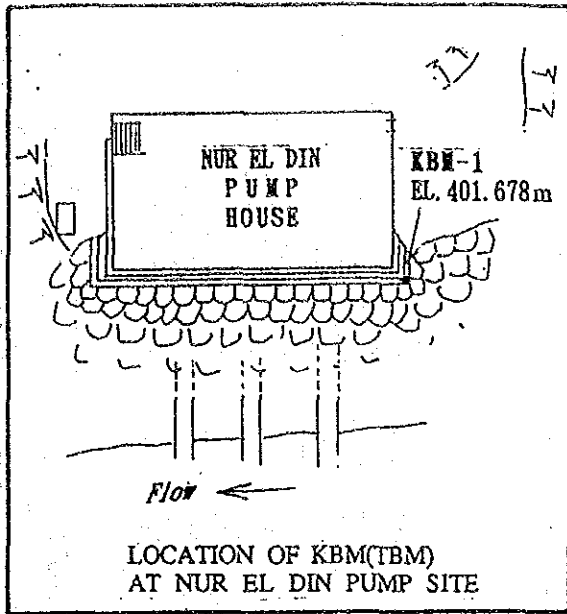 NUR EL DIN
PUMP
HOUSE
KBM-1
EL. 401.678m
Flow
LOCATION OF KBM(TBM)
AT NUR EL DIN PUMP SITE